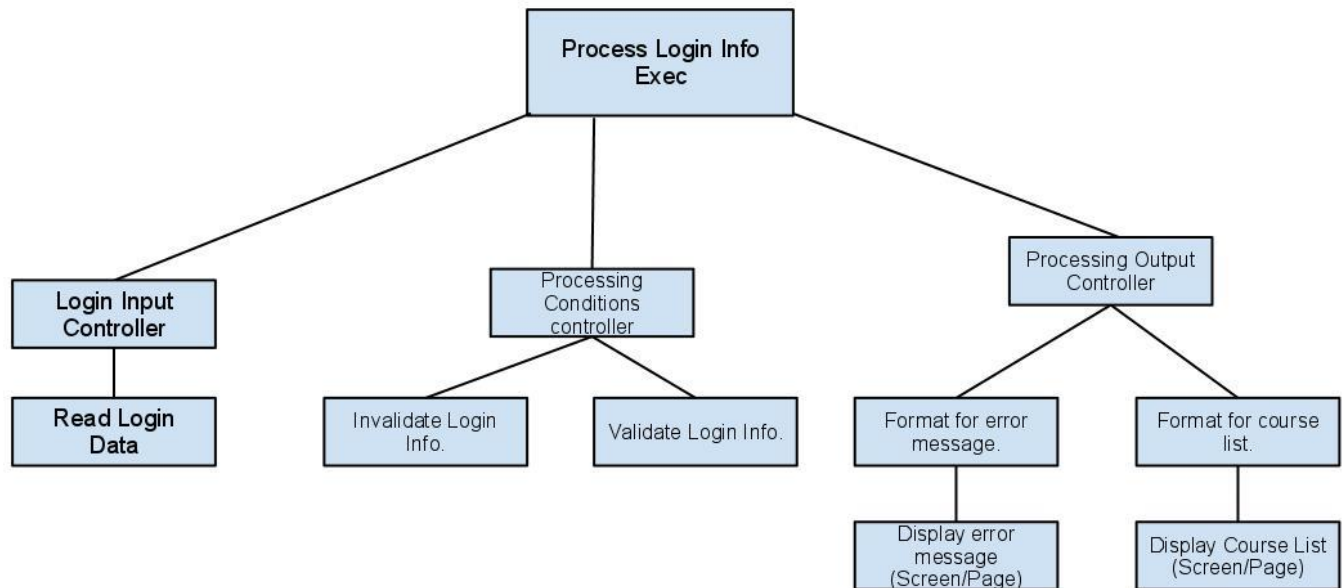 Process Login Info
Exec
Login Input
Controller
Processing
Conditions
controller
Processing Output
Controller
Read Login
Data
Invalidate Login
Info.
Validate Login Info.
Format for error
message.
Format for course
list.
Display error
message
(Screen/Page)
Display Course List
(Screen/Page)